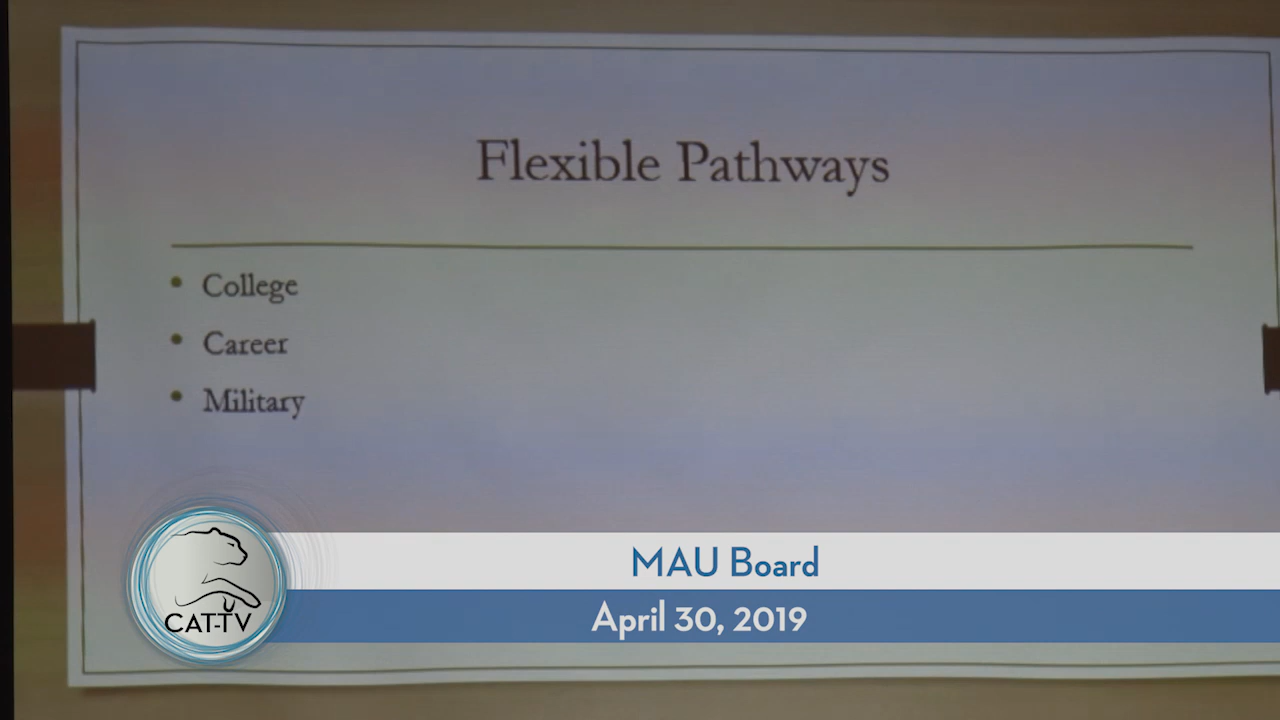 Flexible Pathways
• College
• Career
• Military
MAU Board
April 30, 2019
CAT-TV